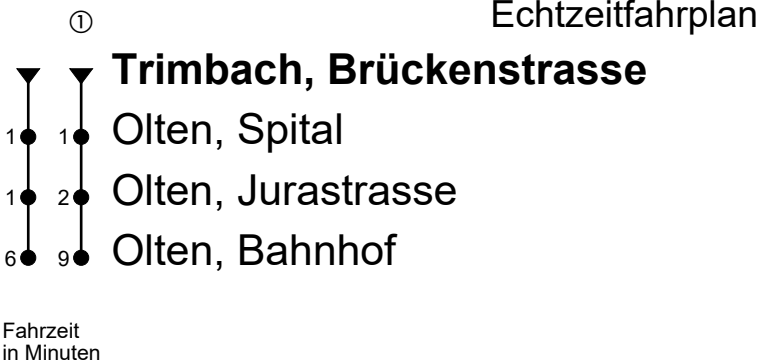 Echtzeitfahrplan
①
Trimbach, Brückenstrasse
1 1 Olten, Spital
1 2 Olten, Jurastrasse
6 9 Olten, Bahnhof
Fahrzeit
in Minuten